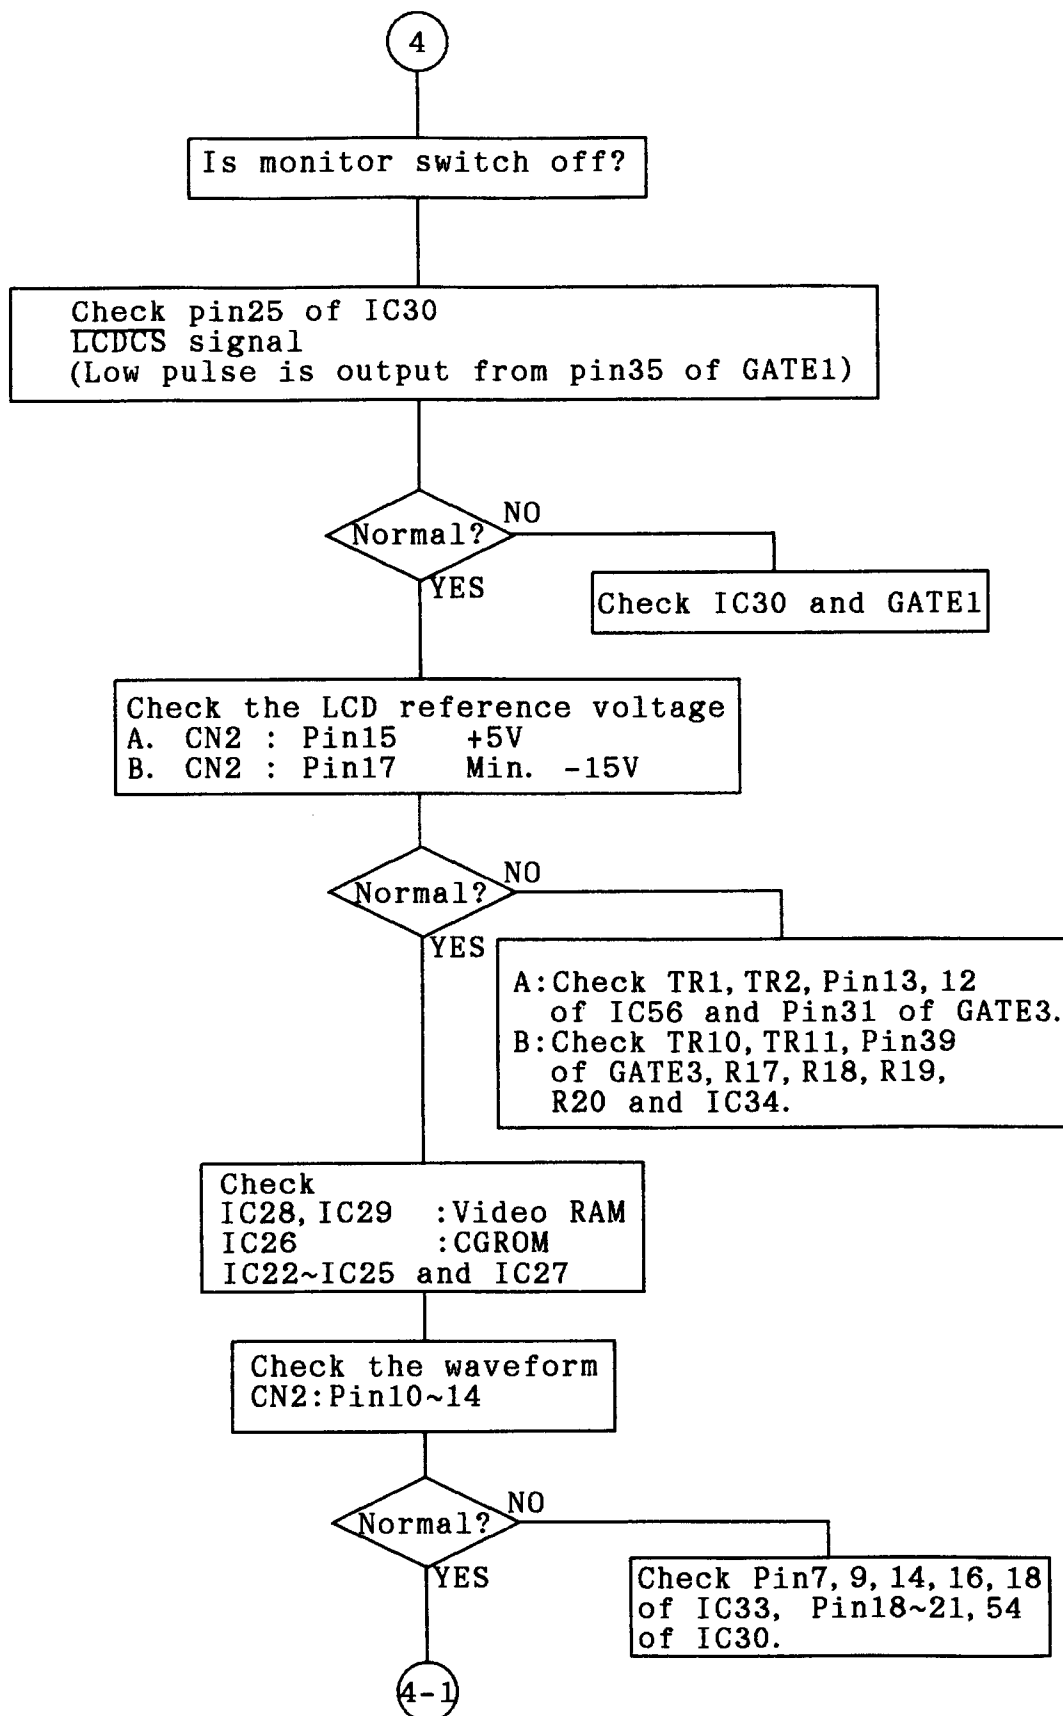 4
Is monitor switch off?
Check pin25 of IC30
LCDCS signal
(Low pulse is output from pin35 of GATE1)
Normal?
NO
YES
Check IC30 and GATE1
Check the LCD reference voltage
A. CN2 : Pin15 +5V
B. CN2 : Pin17 Min. -15V
Normal?
NO
YES
A:Check TR1, TR2, Pin13, 12
of IC56 and Pin31 of GATE3.
B:Check TR10, TR11, Pin39
of GATE3, R17, R18, R19,
R20 and IC34.
Check
IC28, IC29 :Video RAM
IC26 :CGROM
IC22~IC25 and IC27
Check the waveform
CN2:Pin10~14
Normal?
NO
YES
Check Pin7, 9, 14, 16, 18
of IC33, Pin18~21, 54
of IC30.
4-1